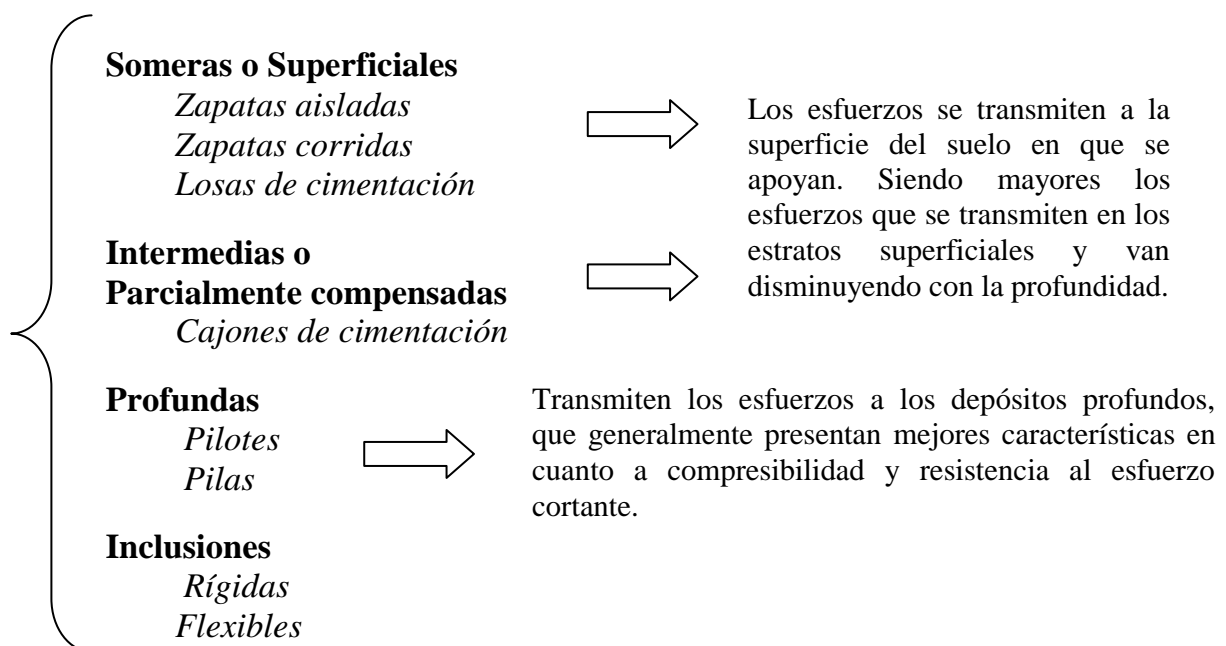 Someras o Superficiales
Zapatas aisladas
Zapatas corridas
Losas de cimentación
Los esfuerzos se transmiten a la
superficie del suelo en que se
apoyan. Siendo mayores los
esfuerzos que se transmiten en los
estratos superficiales y van
disminuyendo con la profundidad.
Intermedias o
Parcialmente compensadas
Cajones de cimentación
Profundas
Pilotes
Pilas
Transmiten los esfuerzos a los depósitos profundos,
que generalmente presentan mejores características en
cuanto a compresibilidad y resistencia al esfuerzo
cortante.
Inclusiones
Rígidas
Flexibles